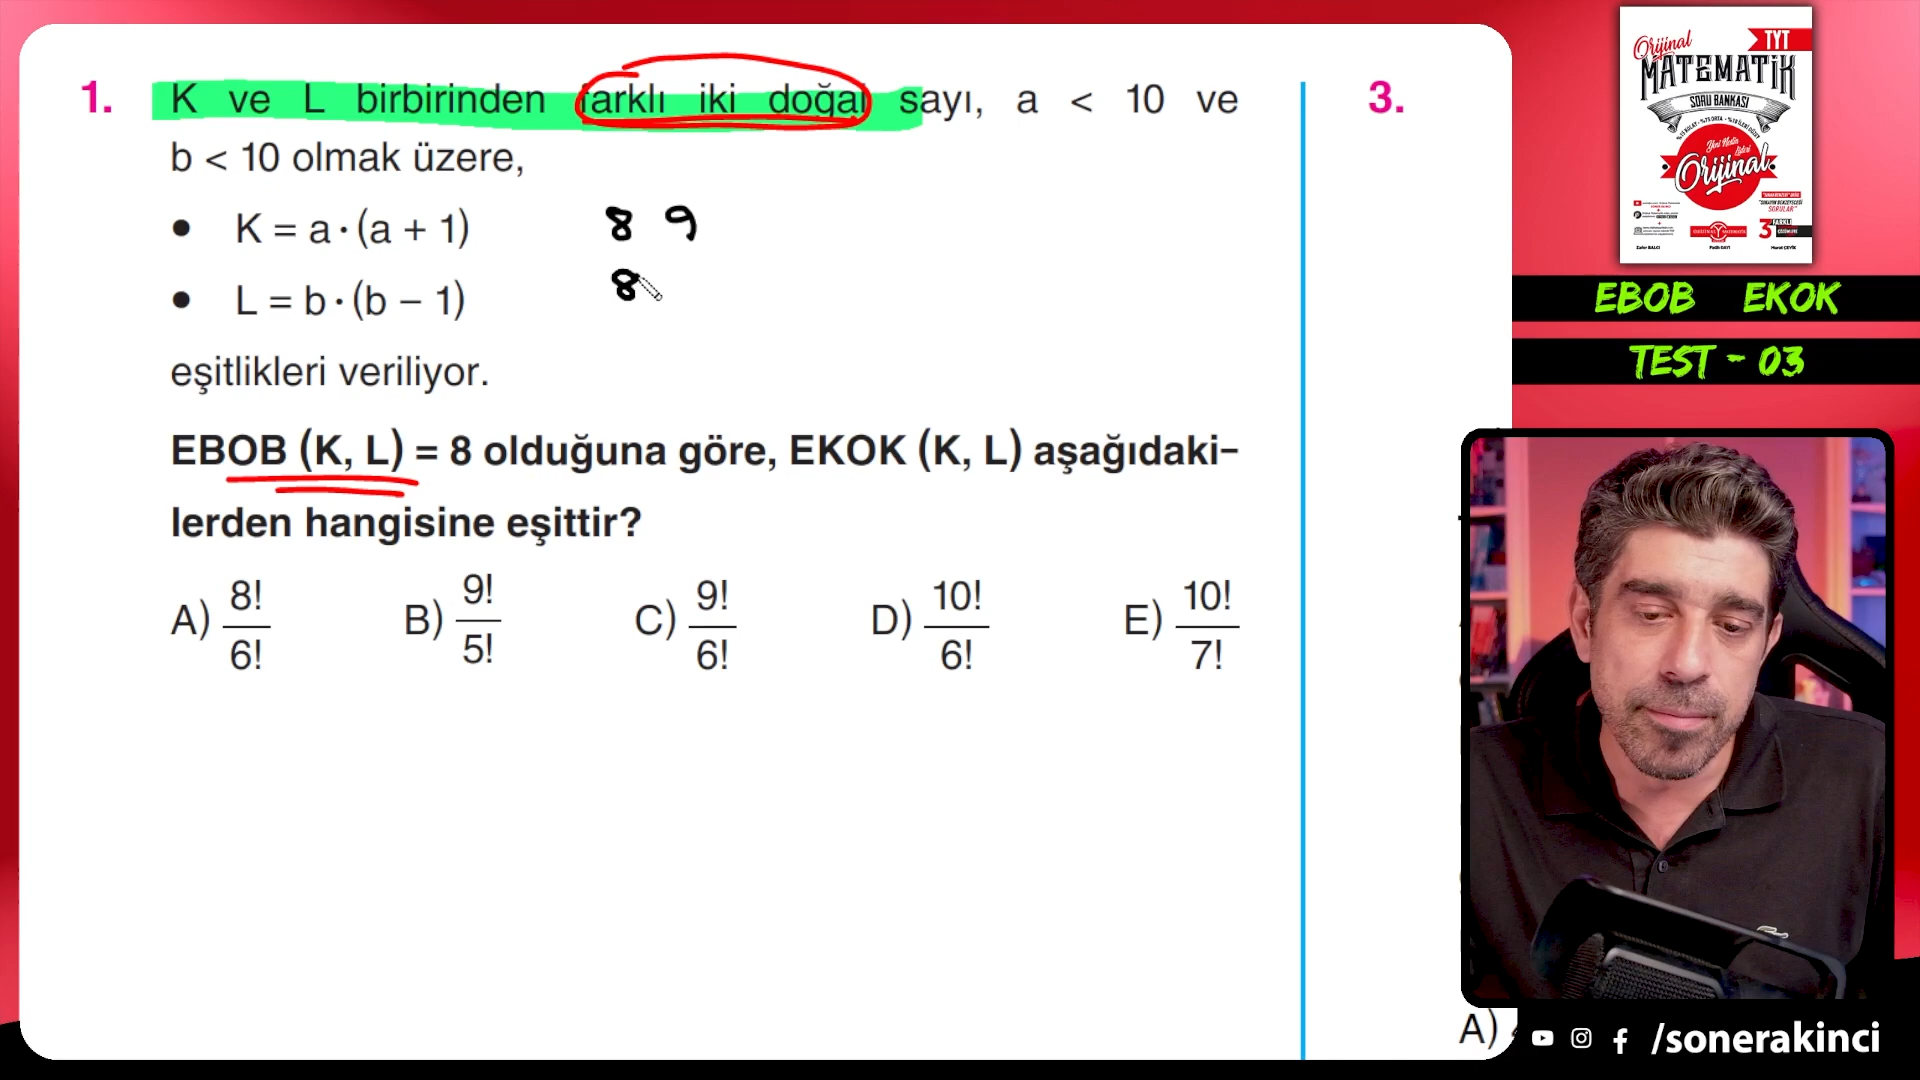 1. K ve L birbirinden farklı iki doğal sayı, a < 10 ve
b < 10 olmak üzere,
• K = a · (a + 1)
8 9
• L = b · (b – 1)
8
eşitlikleri veriliyor.
EBOB (K, L) = 8 olduğuna göre, EKOK (K, L) aşağıdaki-
lerden hangisine eşittir?
A) 8!/6! B) 9!/5! C) 9!/6! D) 10!/6! E) 10!/7!
3.
A)
Orijinal
TYT
MATEMATİK
SORU BANKASI
Orijinal
EBOB EKOK
TEST - 03
/sonerakinci